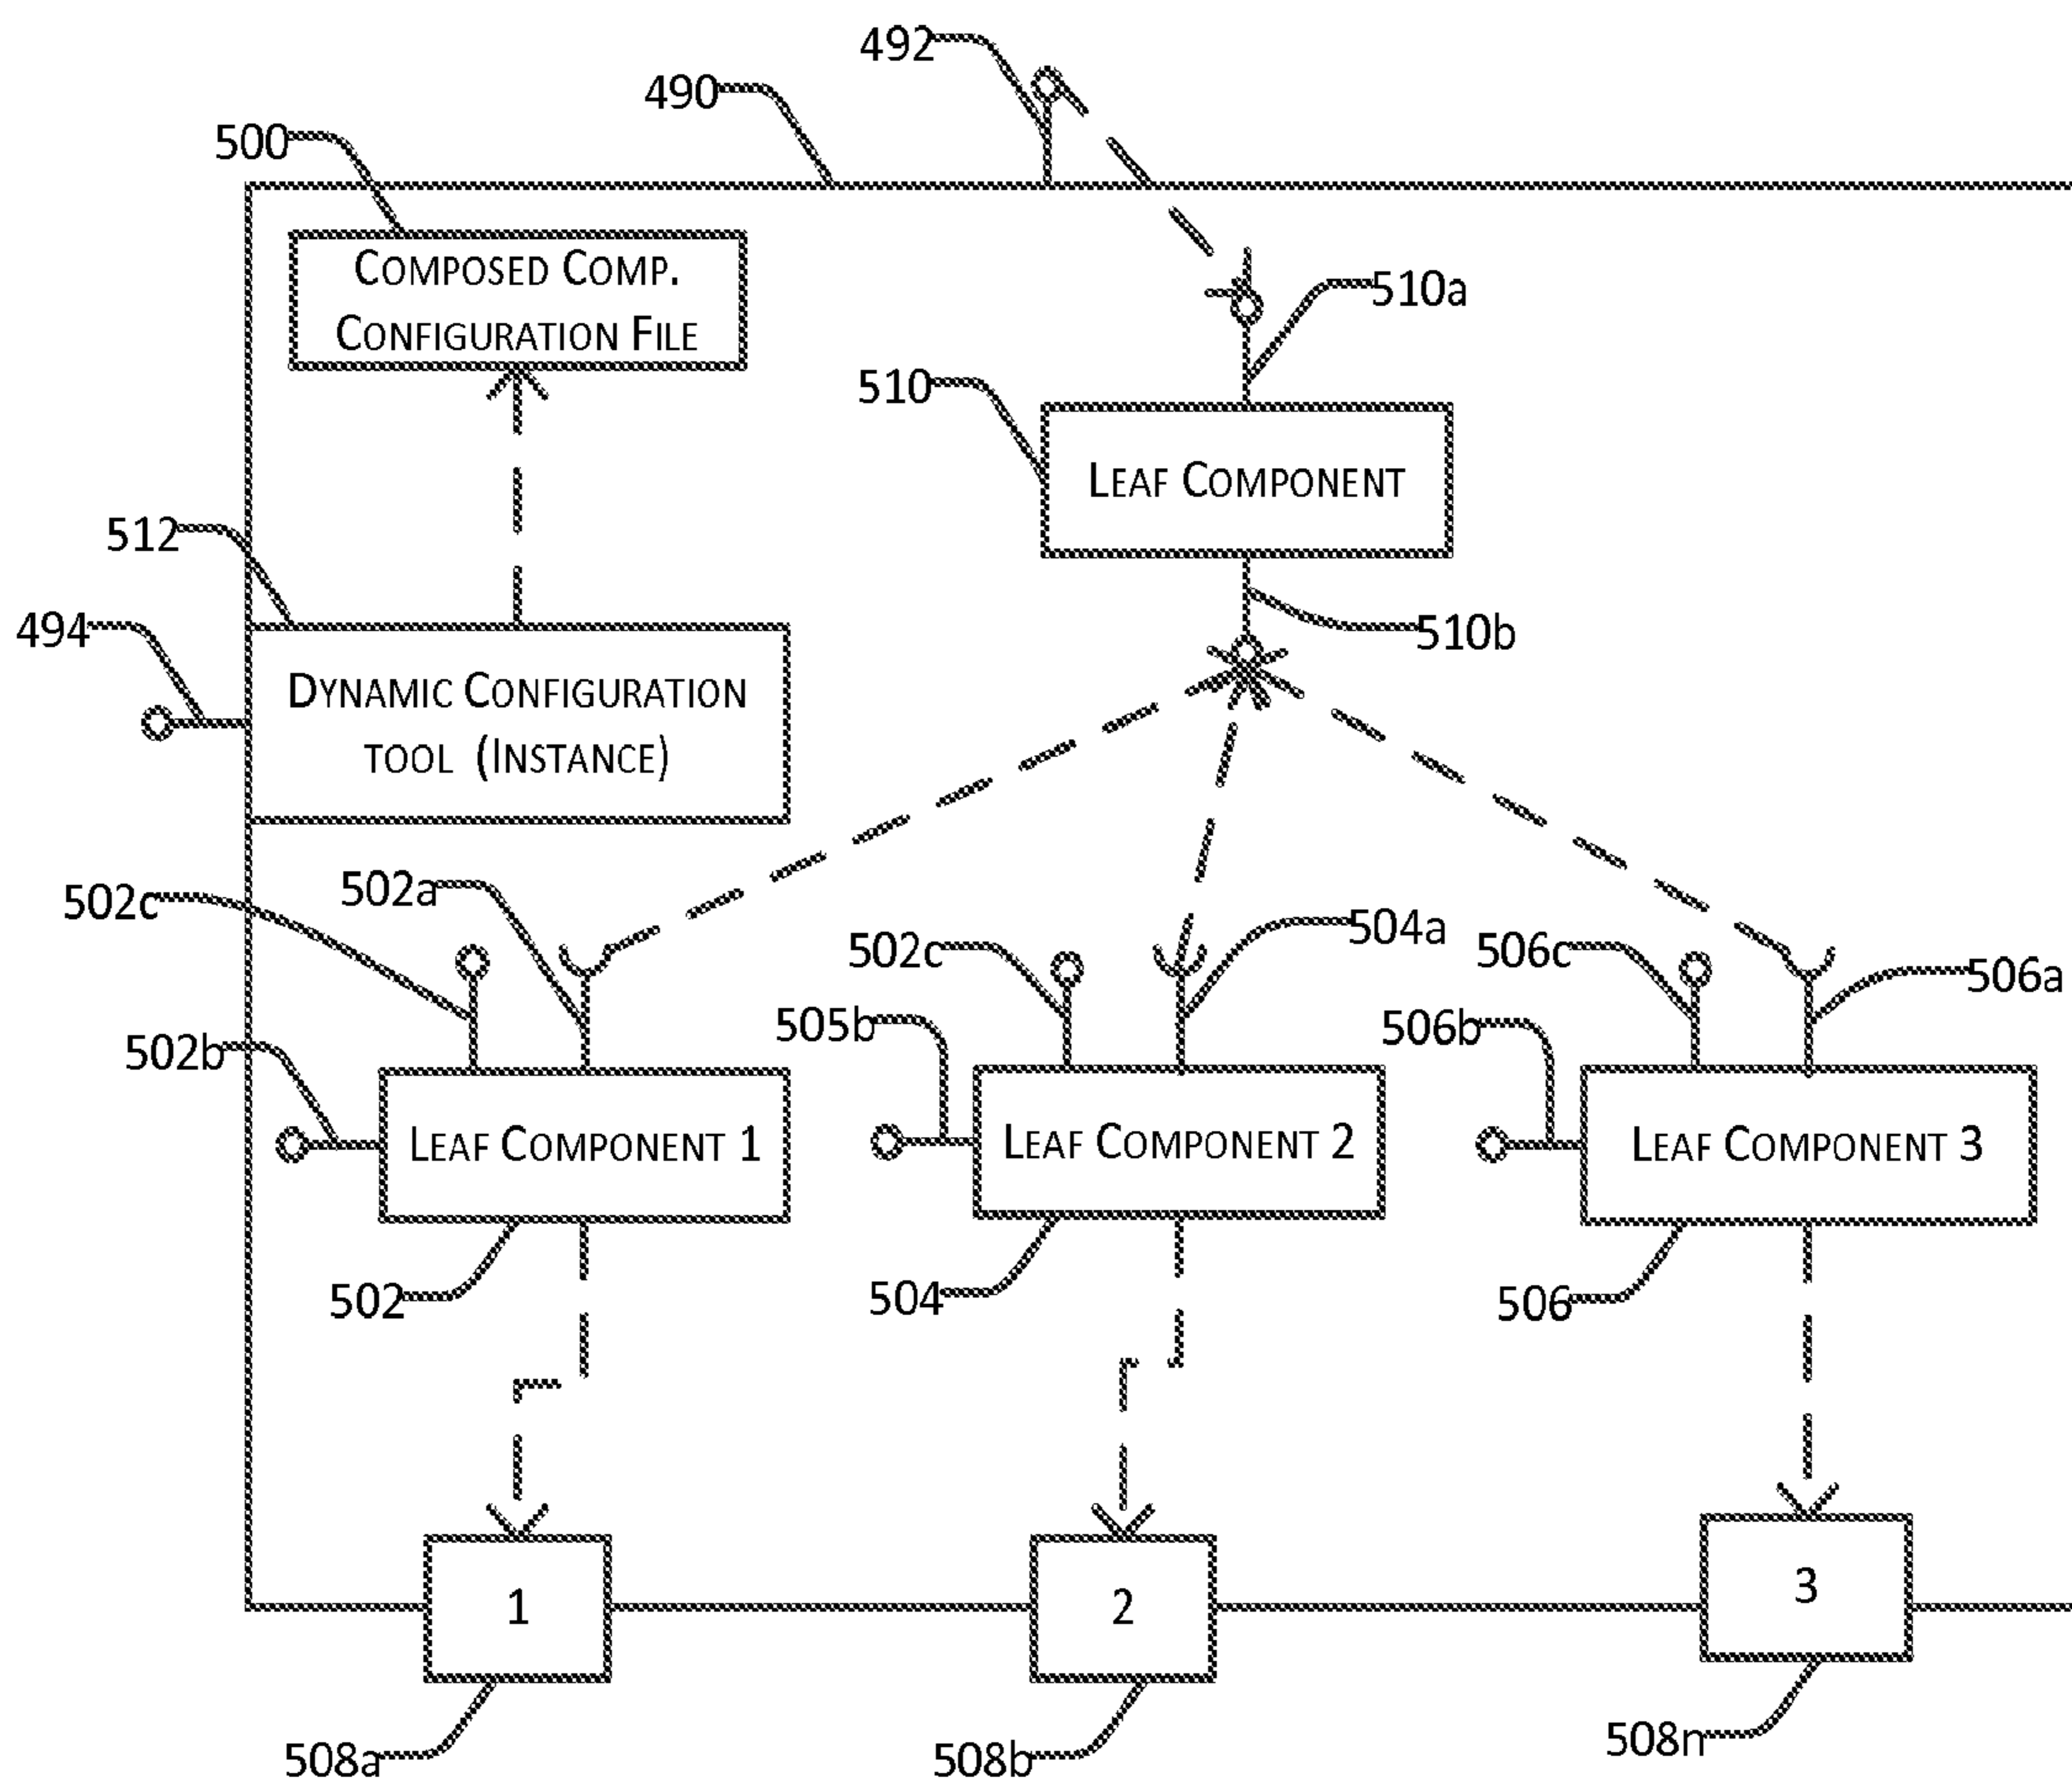 492
490
500
COMPOSED COMP.
CONFIGURATION FILE
510a
510
LEAF COMPONENT
512
494
510b
DYNAMIC CONFIGURATION
TOOL (INSTANCE)
502c
502a
502c
504a
506c
506a
502b
505b
506b
LEAF COMPONENT 1
LEAF COMPONENT 2
LEAF COMPONENT 3
502
504
506
1
2
3
508a
508b
508n